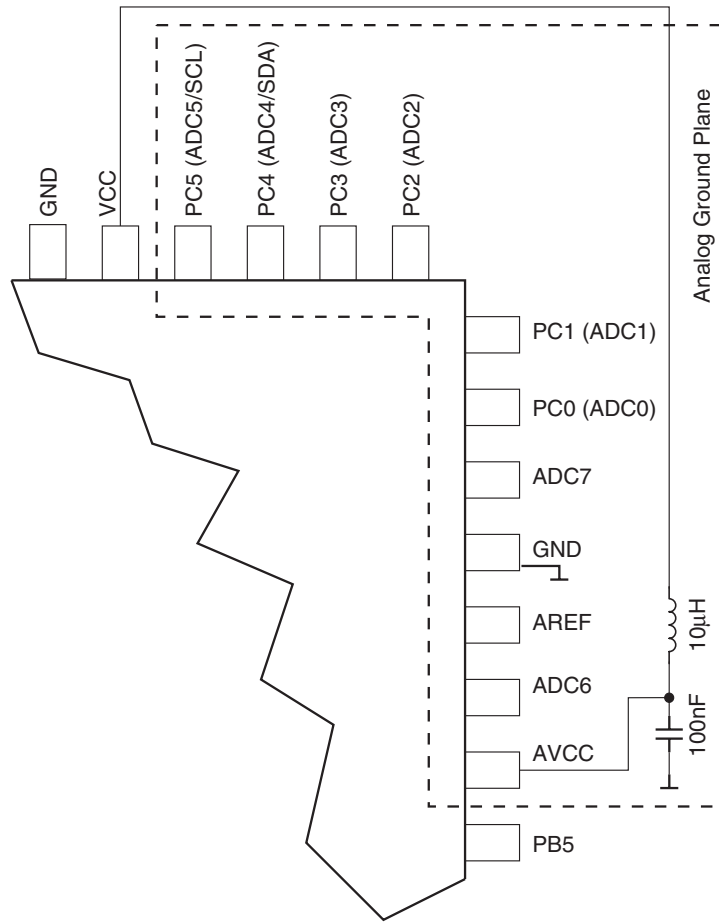 GND
VCC
PC5 (ADC5/SCL)
PC4 (ADC4/SDA)
PC3 (ADC3)
PC2 (ADC2)
Analog Ground Plane
PC1 (ADC1)
PC0 (ADC0)
ADC7
GND
AREF
10μH
ADC6
100nF
AVCC
PB5